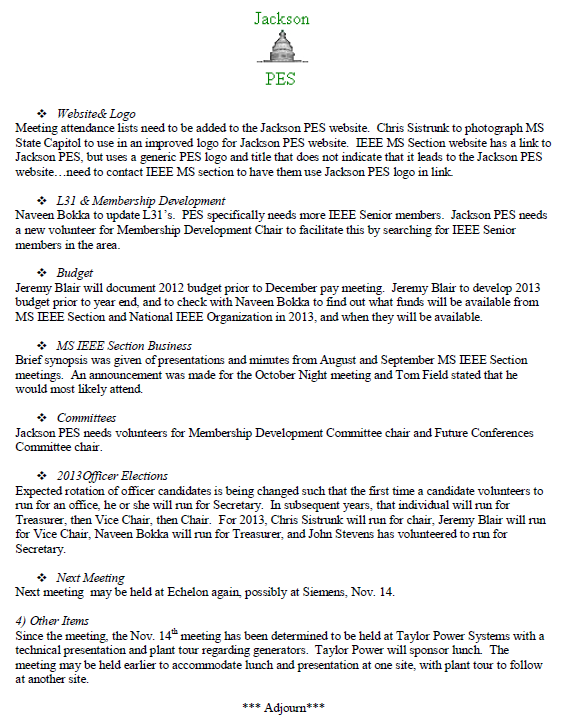 Jackson
PES
❖ Website& Logo
Meeting attendance lists need to be added to the Jackson PES website. Chris Sistrunk to photograph MS
State Capitol to use in an improved logo for Jackson PES website. IEEE MS Section website has a link to
Jackson PES, but uses a generic PES logo and title that does not indicate that it leads to the Jackson PES
website…need to contact IEEE MS section to have them use Jackson PES logo in link.
❖ L31 & Membership Development
Naveen Bokka to update L31’s. PES specifically needs more IEEE Senior members. Jackson PES needs
a new volunteer for Membership Development Chair to facilitate this by searching for IEEE Senior
members in the area.
❖ Budget
Jeremy Blair will document 2012 budget prior to December pay meeting. Jeremy Blair to develop 2013
budget prior to year end, and to check with Naveen Bokka to find out what funds will be available from
MS IEEE Section and National IEEE Organization in 2013, and when they will be available.
❖ MS IEEE Section Business
Brief synopsis was given of presentations and minutes from August and September MS IEEE Section
meetings. An announcement was made for the October Night meeting and Tom Field stated that he
would most likely attend.
❖ Committees
Jackson PES needs volunteers for Membership Development Committee chair and Future Conferences
Committee chair.
❖ 2013Officer Elections
Expected rotation of officer candidates is being changed such that the first time a candidate volunteers to
run for an office, he or she will run for Secretary. In subsequent years, that individual will run for
Treasurer, then Vice Chair, then Chair. For 2013, Chris Sistrunk will run for chair, Jeremy Blair will run
for Vice Chair, Naveen Bokka will run for Treasurer, and John Stevens has volunteered to run for
Secretary.
❖ Next Meeting
Next meeting may be held at Echelon again, possibly at Siemens, Nov. 14.
4) Other Items
Since the meeting, the Nov. 14th meeting has been determined to be held at Taylor Power Systems with a
technical presentation and plant tour regarding generators. Taylor Power will sponsor lunch. The
meeting may be held earlier to accommodate lunch and presentation at one site, with plant tour to follow
at another site.
*** Adjourn***